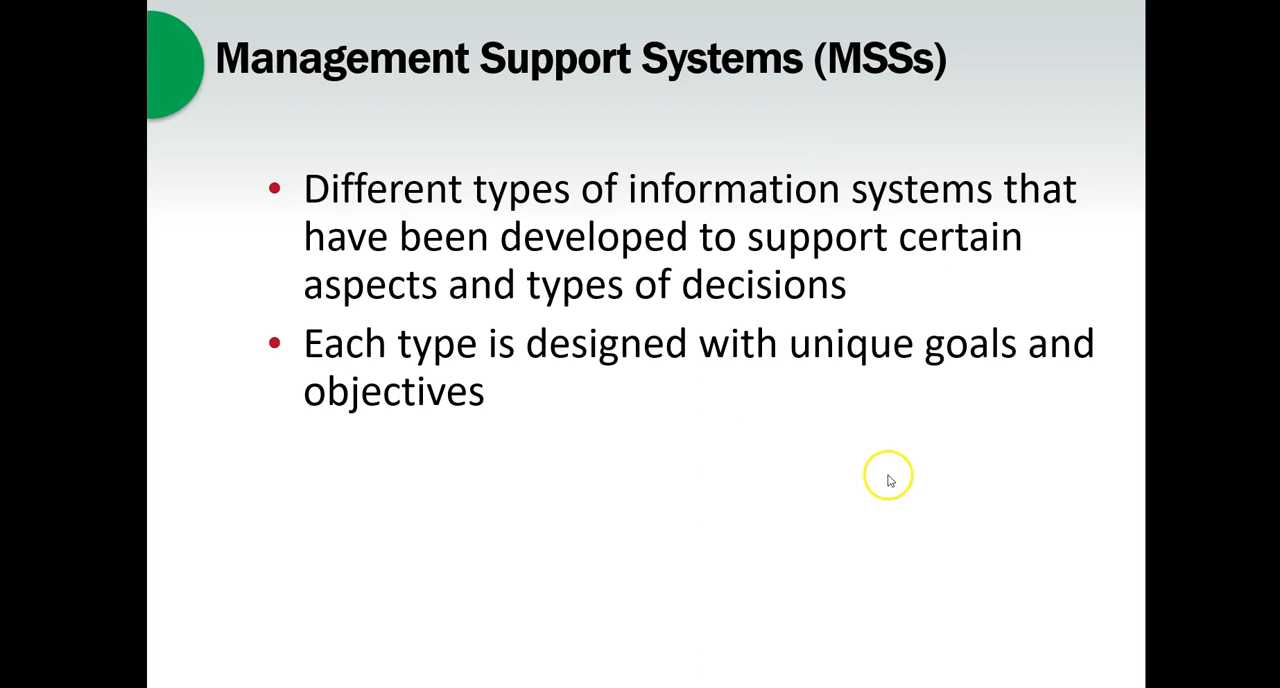 Management Support Systems (MSSs)
• Different types of information systems that
have been developed to support certain
aspects and types of decisions
• Each type is designed with unique goals and
objectives